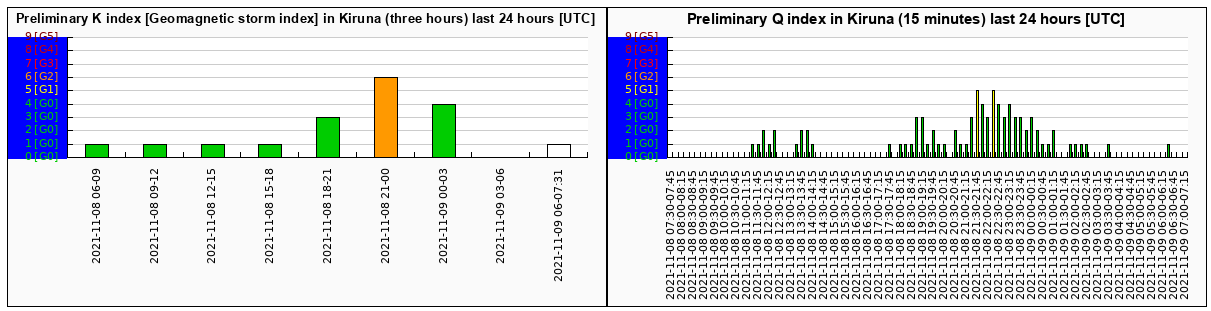 Preliminary K index [Geomagnetic storm index] in Kiruna (three hours) last 24 hours [UTC]
9 [G5]
8 [G4]
7 [G3]
6 [G2]
5 [G1]
4 [G0]
3 [G0]
2 [G0]
1 [G0]
0 [G0]
2021-11-08 06-09
2021-11-08 09-12
2021-11-08 12-15
2021-11-08 15-18
2021-11-08 18-21
2021-11-08 21-00
2021-11-09 00-03
2021-11-09 03-06
2021-11-09 06-07:31
Preliminary Q index in Kiruna (15 minutes) last 24 hours [UTC]
9 [G5]
8 [G4]
7 [G3]
6 [G2]
5 [G1]
4 [G0]
3 [G0]
2 [G0]
1 [G0]
0 [G0]
2021-11-08 07:30-07:45
2021-11-08 08:00-08:15
2021-11-08 08:30-08:45
2021-11-08 09:00-09:15
2021-11-08 09:30-09:45
2021-11-08 10:00-10:15
2021-11-08 10:30-10:45
2021-11-08 11:00-11:15
2021-11-08 11:30-11:45
2021-11-08 12:00-12:15
2021-11-08 12:30-12:45
2021-11-08 13:00-13:15
2021-11-08 13:30-13:45
2021-11-08 14:00-14:15
2021-11-08 14:30-14:45
2021-11-08 15:00-15:15
2021-11-08 15:30-15:45
2021-11-08 16:00-16:15
2021-11-08 16:30-16:45
2021-11-08 17:00-17:15
2021-11-08 17:30-17:45
2021-11-08 18:00-18:15
2021-11-08 18:30-18:45
2021-11-08 19:00-19:15
2021-11-08 19:30-19:45
2021-11-08 20:00-20:15
2021-11-08 20:30-20:45
2021-11-08 21:00-21:15
2021-11-08 21:30-21:45
2021-11-08 22:00-22:15
2021-11-08 22:30-22:45
2021-11-08 23:00-23:15
2021-11-08 23:30-23:45
2021-11-09 00:00-00:15
2021-11-09 00:30-00:45
2021-11-09 01:00-01:15
2021-11-09 01:30-01:45
2021-11-09 02:00-02:15
2021-11-09 02:30-02:45
2021-11-09 03:00-03:15
2021-11-09 03:30-03:45
2021-11-09 04:00-04:15
2021-11-09 04:30-04:45
2021-11-09 05:00-05:15
2021-11-09 05:30-05:45
2021-11-09 06:00-06:15
2021-11-09 06:30-06:45
2021-11-09 07:00-07:15